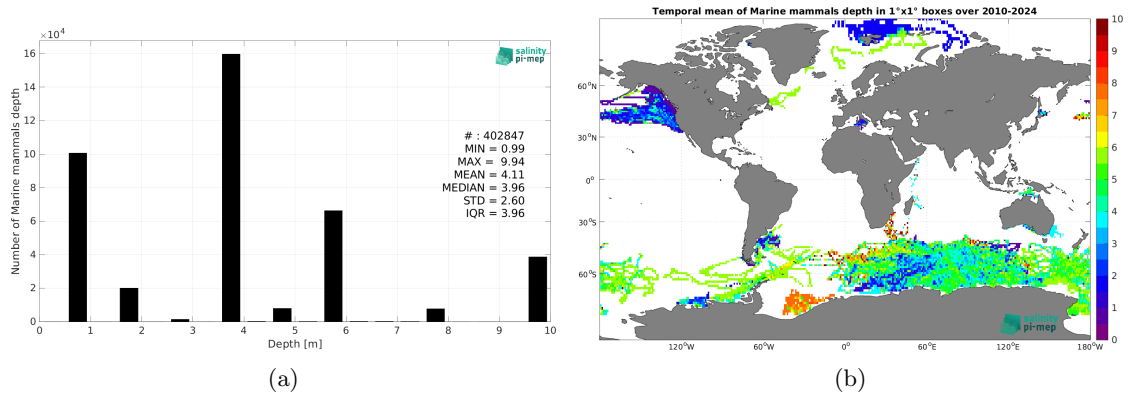 ×10⁴
16
14
12
10
8
6
4
2
0
Number of Marine mammals depth
salinity
pi-mep
# : 402847
MIN = 0.99
MAX = 9.94
MEAN = 4.11
MEDIAN = 3.96
STD = 2.60
IQR = 3.96
0 1 2 3 4 5 6 7 8 9 10
Depth [m]
(a)
Temporal mean of Marine mammals depth in 1°x1° boxes over 2010-2024
60°N
30°N
0°
30°S
60°S
120°W 60°W 0° 60°E 120°E 180°W
salinity
pi-mep
10
9
8
7
6
5
4
3
2
1
0
(b)